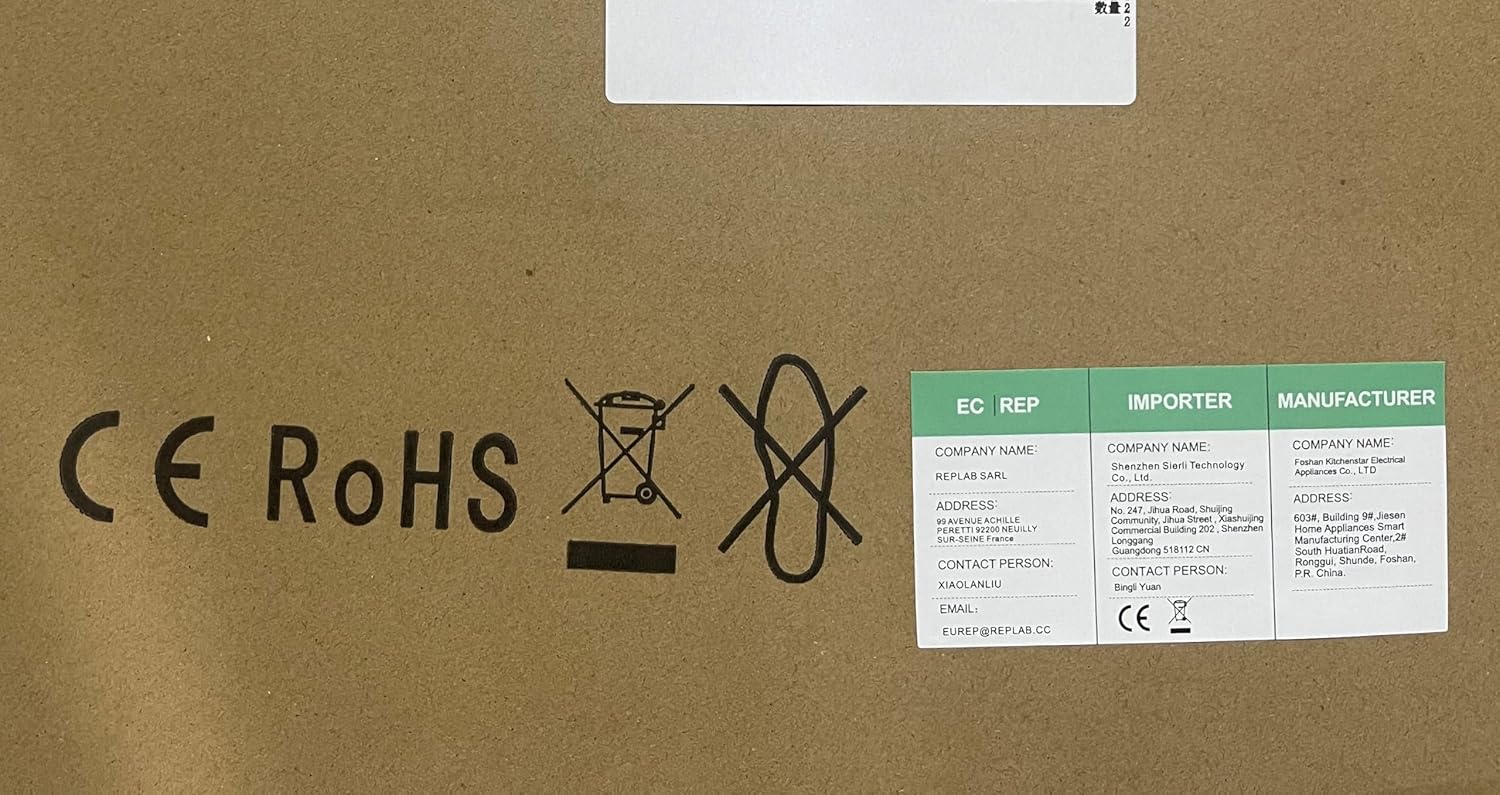 数量 2
2
CE RoHS
EC | REP
COMPANY NAME:
REPLAB SARL
ADDRESS:
99 AVENUE ACHILLE
PERETTI 92200 NEUILLY
SUR-SEINE France
CONTACT PERSON:
XIAOLANLIU
EMAIL:
EUREP@REPLAB.CC
IMPORTER
COMPANY NAME:
Shenzhen Sierli Technology
Co., Ltd.
ADDRESS:
No. 247, Jihua Road, Shuijing
Community, Jihua Street , Xiashuijing
Commercial Building 202 , Shenzhen
Longgang
Guangdong 518112 CN
CONTACT PERSON:
Bingli Yuan
CE
MANUFACTURER
COMPANY NAME:
Foshan Kitchenstar Electrical
Appliances Co., LTD
ADDRESS:
603#, Building 9#,Jiesen
Home Appliances Smart
Manufacturing Center,2#
South HuatianRoad,
Ronggui, Shunde, Foshan,
P.R. China.